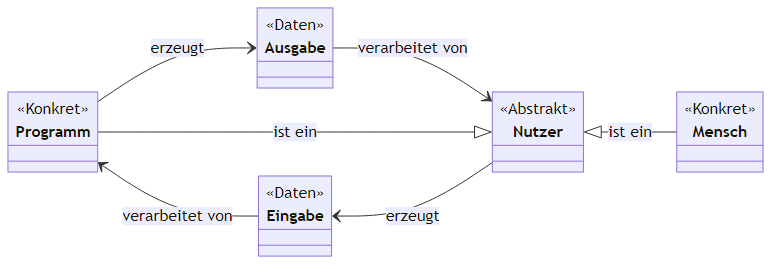 «Daten»
Ausgabe
erzeugt
verarbeitet von
«Konkret»
Programm
ist ein
«Abstrakt»
Nutzer
ist ein
«Konkret»
Mensch
«Daten»
Eingabe
verarbeitet von
erzeugt